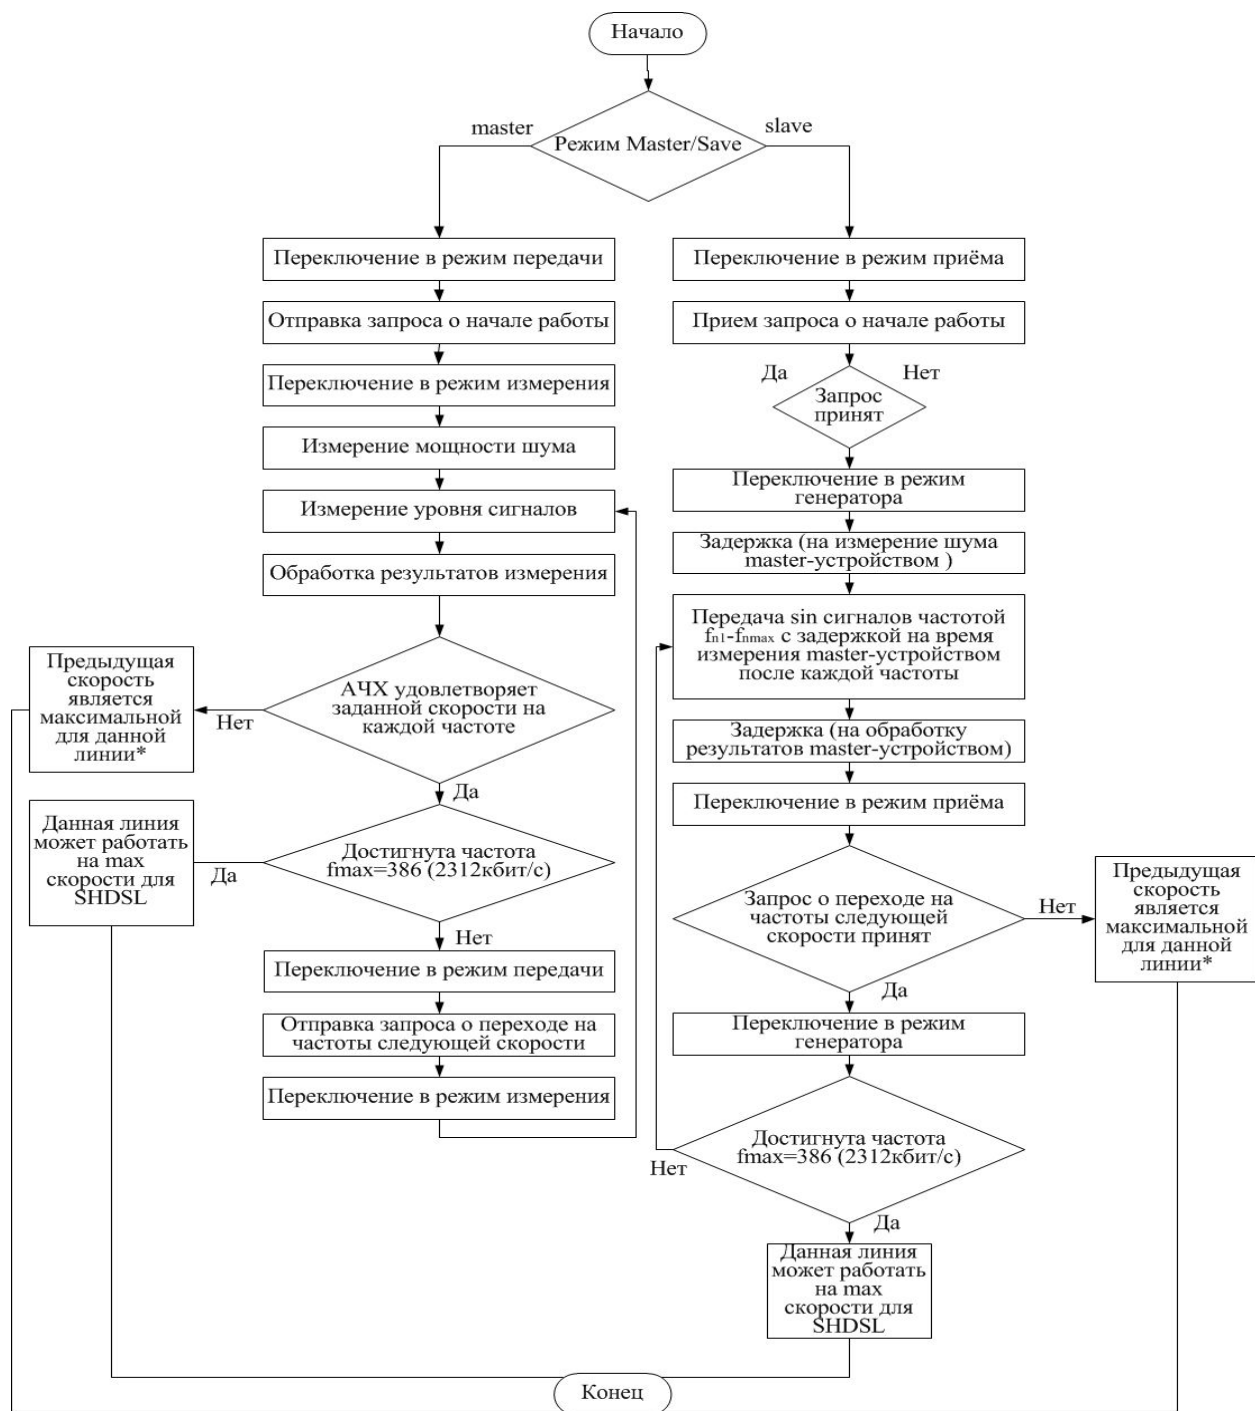 Начало
master
slave
Режим Master/Save
Переключение в режим передачи
Отправка запроса о начале работы
Переключение в режим измерения
Измерение мощности шума
Измерение уровня сигналов
Обработка результатов измерения
АЧХ удовлетворяет
заданной скорости на
каждой частоте
Нет
Предыдущая
скорость
является
максимальной
для данной
линии*
Да
Достигнута частота
fmax=386 (2312кбит/с)
Да
Данная линия
может работать
на max
скорости для
SHDSL
Нет
Переключение в режим передачи
Отправка запроса о переходе на
частоты следующей скорости
Переключение в режим измерения
Переключение в режим приёма
Прием запроса о начале работы
Да
Нет
Запрос
принят
Переключение в режим
генератора
Задержка (на измерение шума
master-устройством )
Передача sin сигналов частотой
fn1-fnmax с задержкой на время
измерения master-устройством
после каждой частоты
Задержка (на обработку
результатов master-устройством)
Переключение в режим приёма
Запрос о переходе на
частоты следующей
скорости принят
Нет
Предыдущая
скорость
является
максимальной
для данной
линии*
Да
Переключение в режим
генератора
Достигнута частота
fmax=386 (2312кбит/с)
Нет
Да
Данная линия
может работать
на max
скорости для
SHDSL
Конец